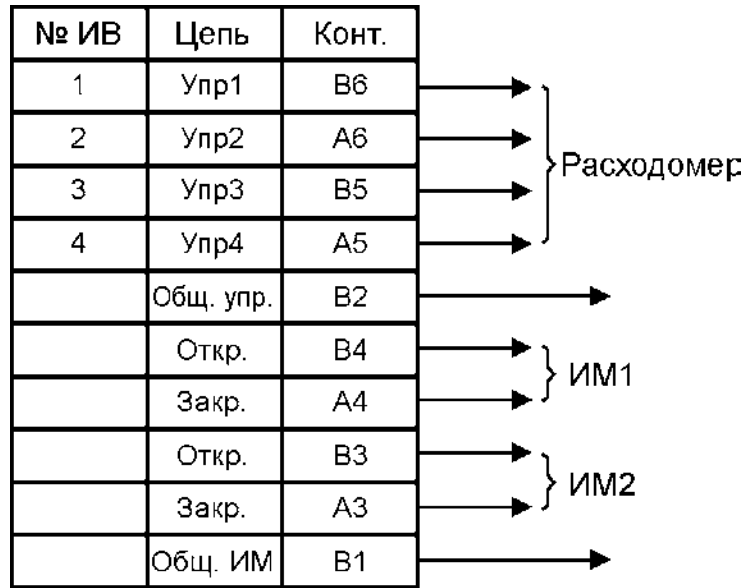 № ИВ Цепь Конт.
1 Упр1 В6
2 Упр2 А6
3 Упр3 В5
4 Упр4 А5
Расходомер
Общ. упр. В2
Откр. В4
Закр. А4
ИМ1
Откр. В3
Закр. А3
ИМ2
Общ. ИМ В1